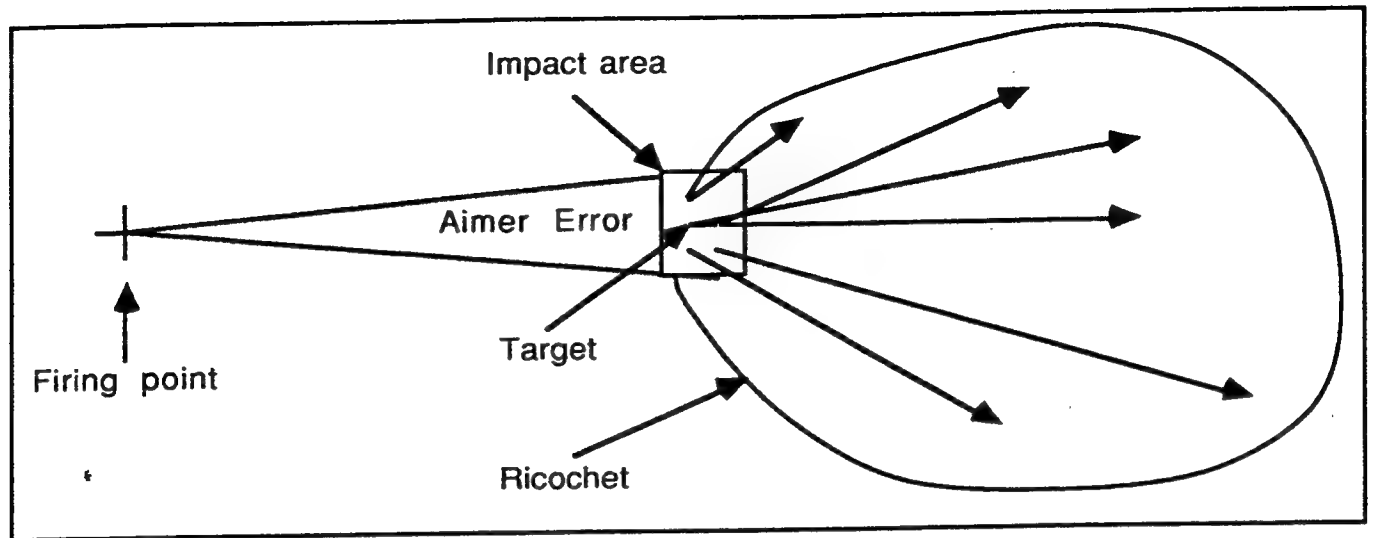 Impact area
Aimer Error
Target
Firing point
Ricochet